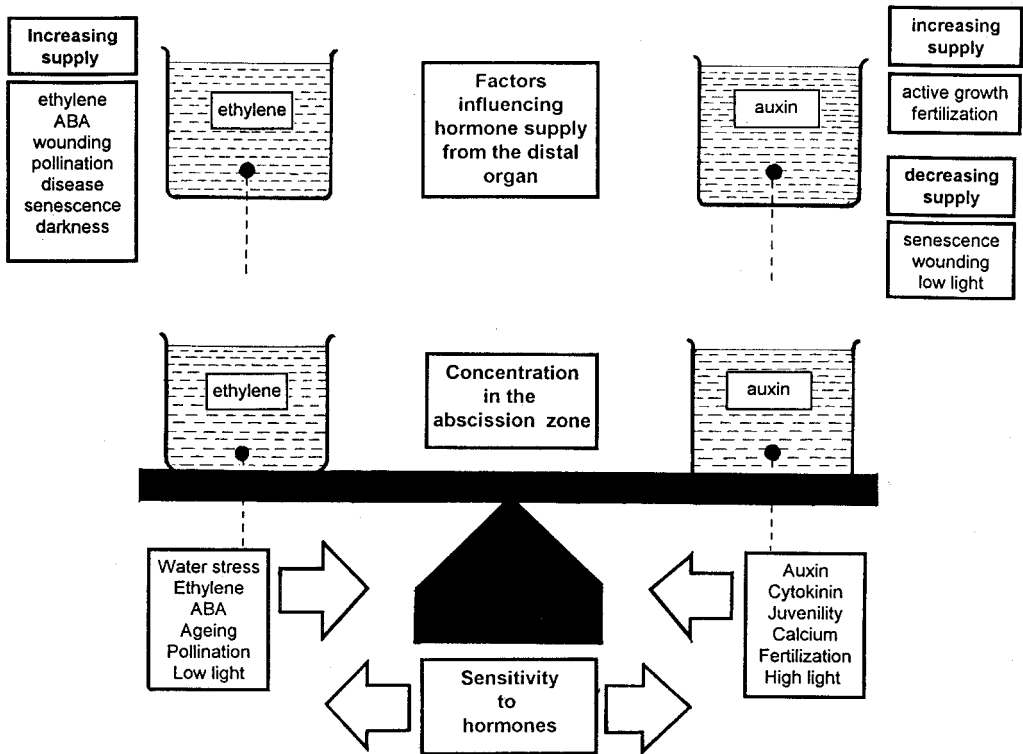 Increasing
supply
ethylene
ABA
wounding
pollination
disease
senescence
darkness
ethylene
Factors
influencing
hormone supply
from the distal
organ
auxin
increasing
supply
active growth
fertilization
decreasing
supply
senescence
wounding
low light
ethylene
Concentration
in the
abscission zone
auxin
Water stress
Ethylene
ABA
Ageing
Pollination
Low light
Auxin
Cytokinin
Juvenility
Calcium
Fertilization
High light
Sensitivity
to
hormones